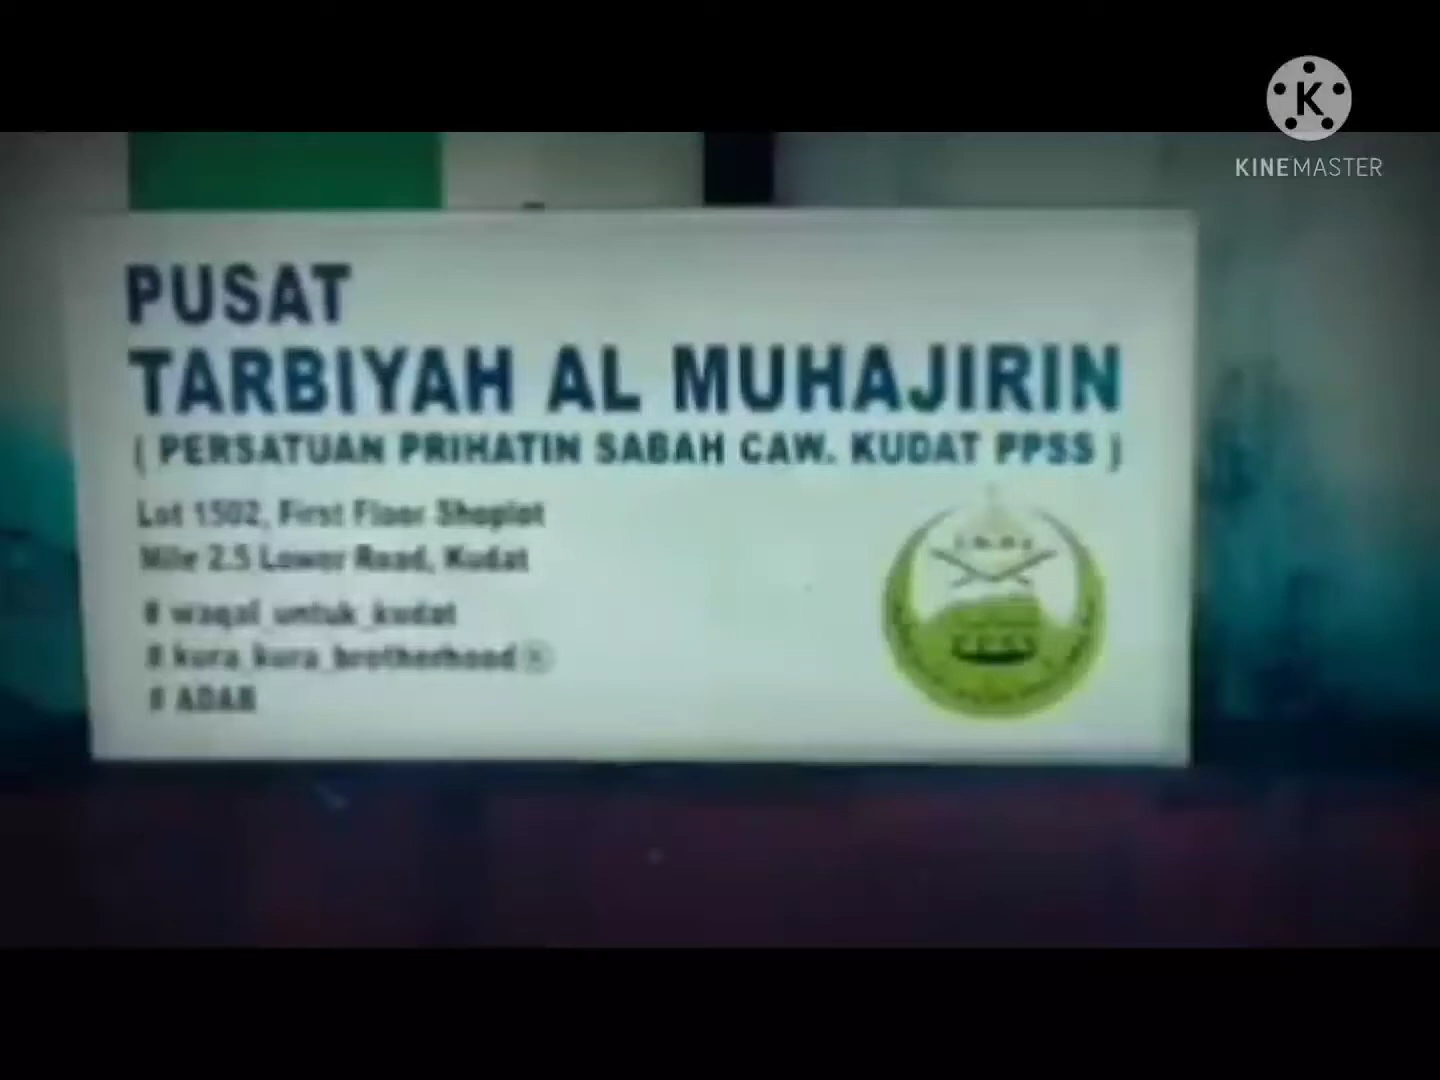 KINEMASTER
PUSAT
TARBIYAH AL MUHAJIRIN
( PERSATUAN PRIHATIN SABAH CAW. KUDAT PPSS )
Lot 1502, First Floor Shoplot
Mile 2.5 Lower Road, Kudat
# waqaf_untuk_kudat
# kura_kura_brotherhood
# ADAB